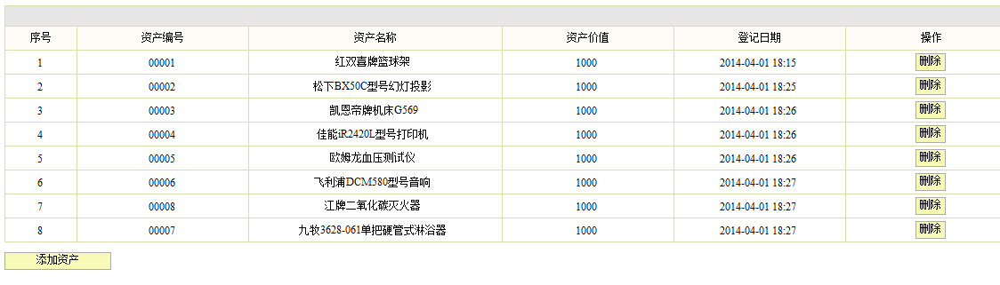 序号 资产编号 资产名称 资产价值 登记日期 操作
1 00001 红双喜牌篮球架 1000 2014-04-01 18:15 删除
2 00002 松下BX50C型号幻灯投影 1000 2014-04-01 18:25 删除
3 00003 凯恩帝牌机床G569 1000 2014-04-01 18:26 删除
4 00004 佳能iR2420L型号打印机 1000 2014-04-01 18:26 删除
5 00005 欧姆龙血压测试仪 1000 2014-04-01 18:26 删除
6 00006 飞利浦DCM580型号音响 1000 2014-04-01 18:27 删除
7 00008 江牌二氧化碳灭火器 1000 2014-04-01 18:27 删除
8 00007 九牧3628-061单把硬管式淋浴器 1000 2014-04-01 18:27 删除
添加资产